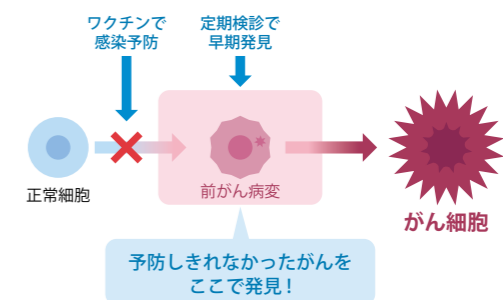 ワクチンで
感染予防
定期検診で
早期発見
正常細胞
前がん病変
がん細胞
予防しきれなかったがんを
ここで発見！